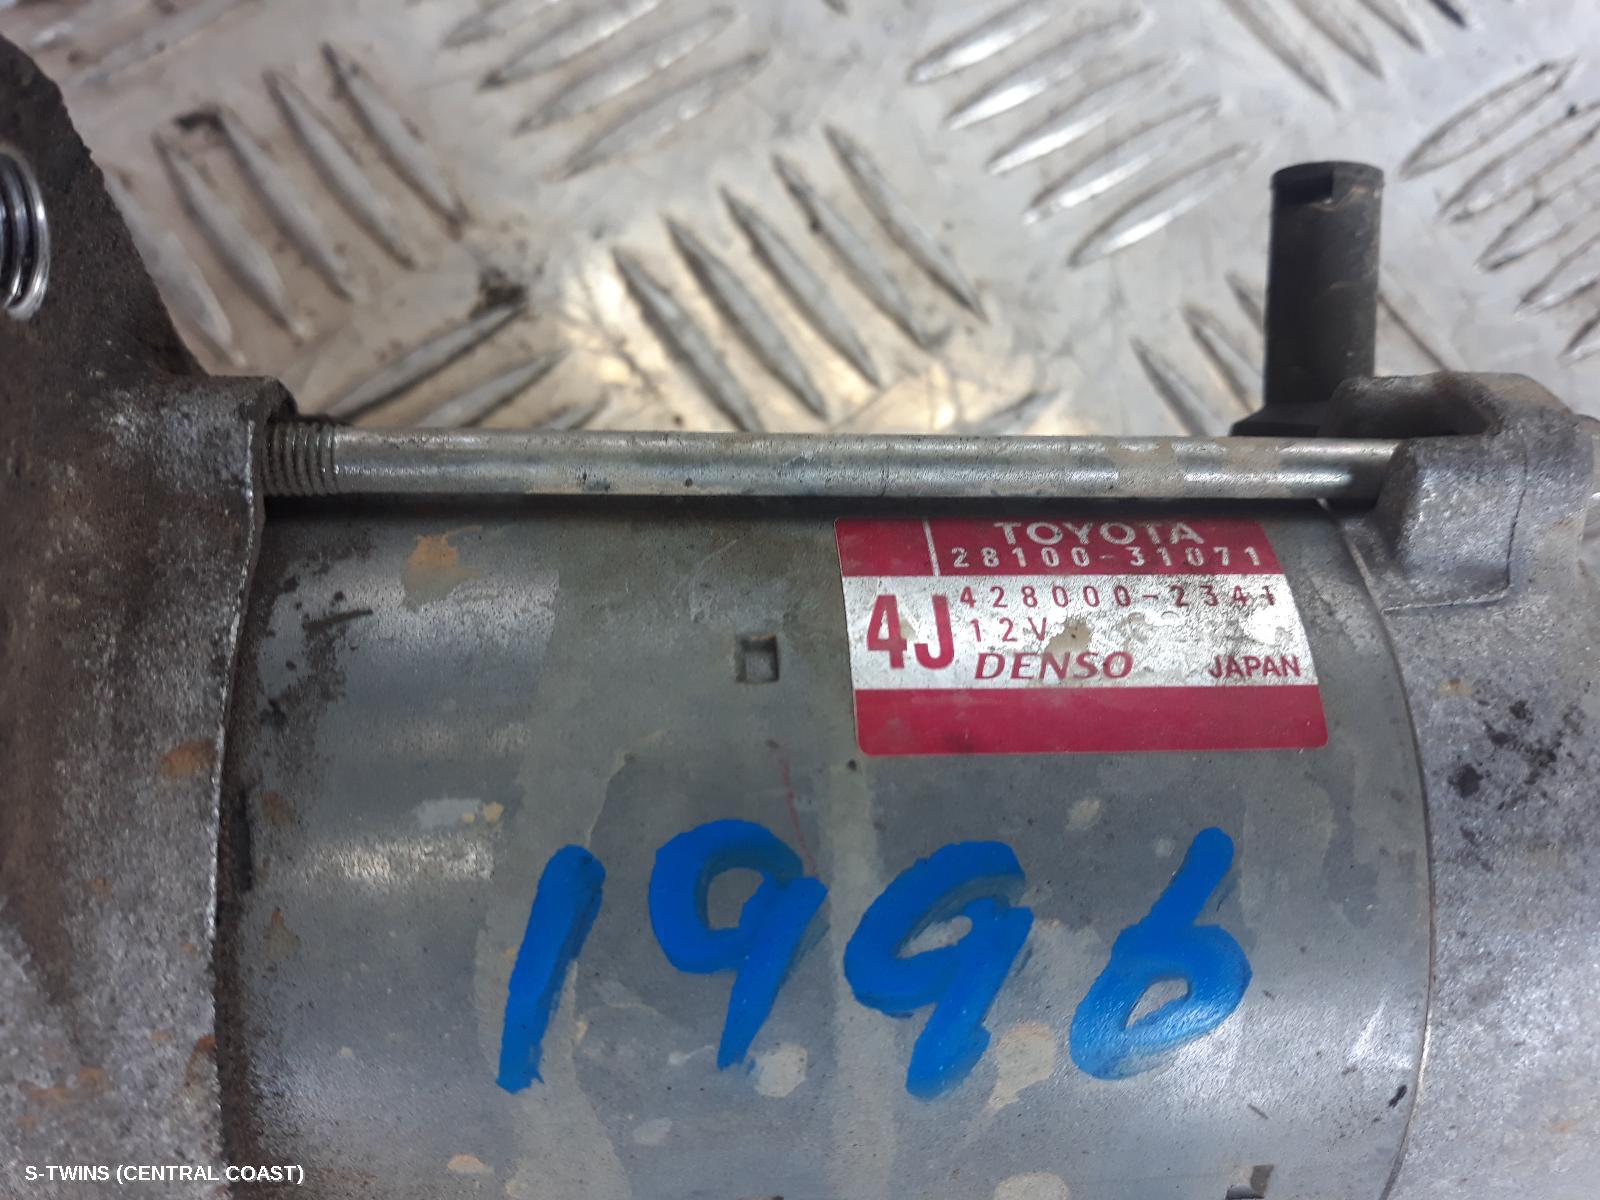 TOYOTA
28100-31071
4J
428000-2341
12V
DENSO JAPAN
1996
S-TWINS (CENTRAL COAST)